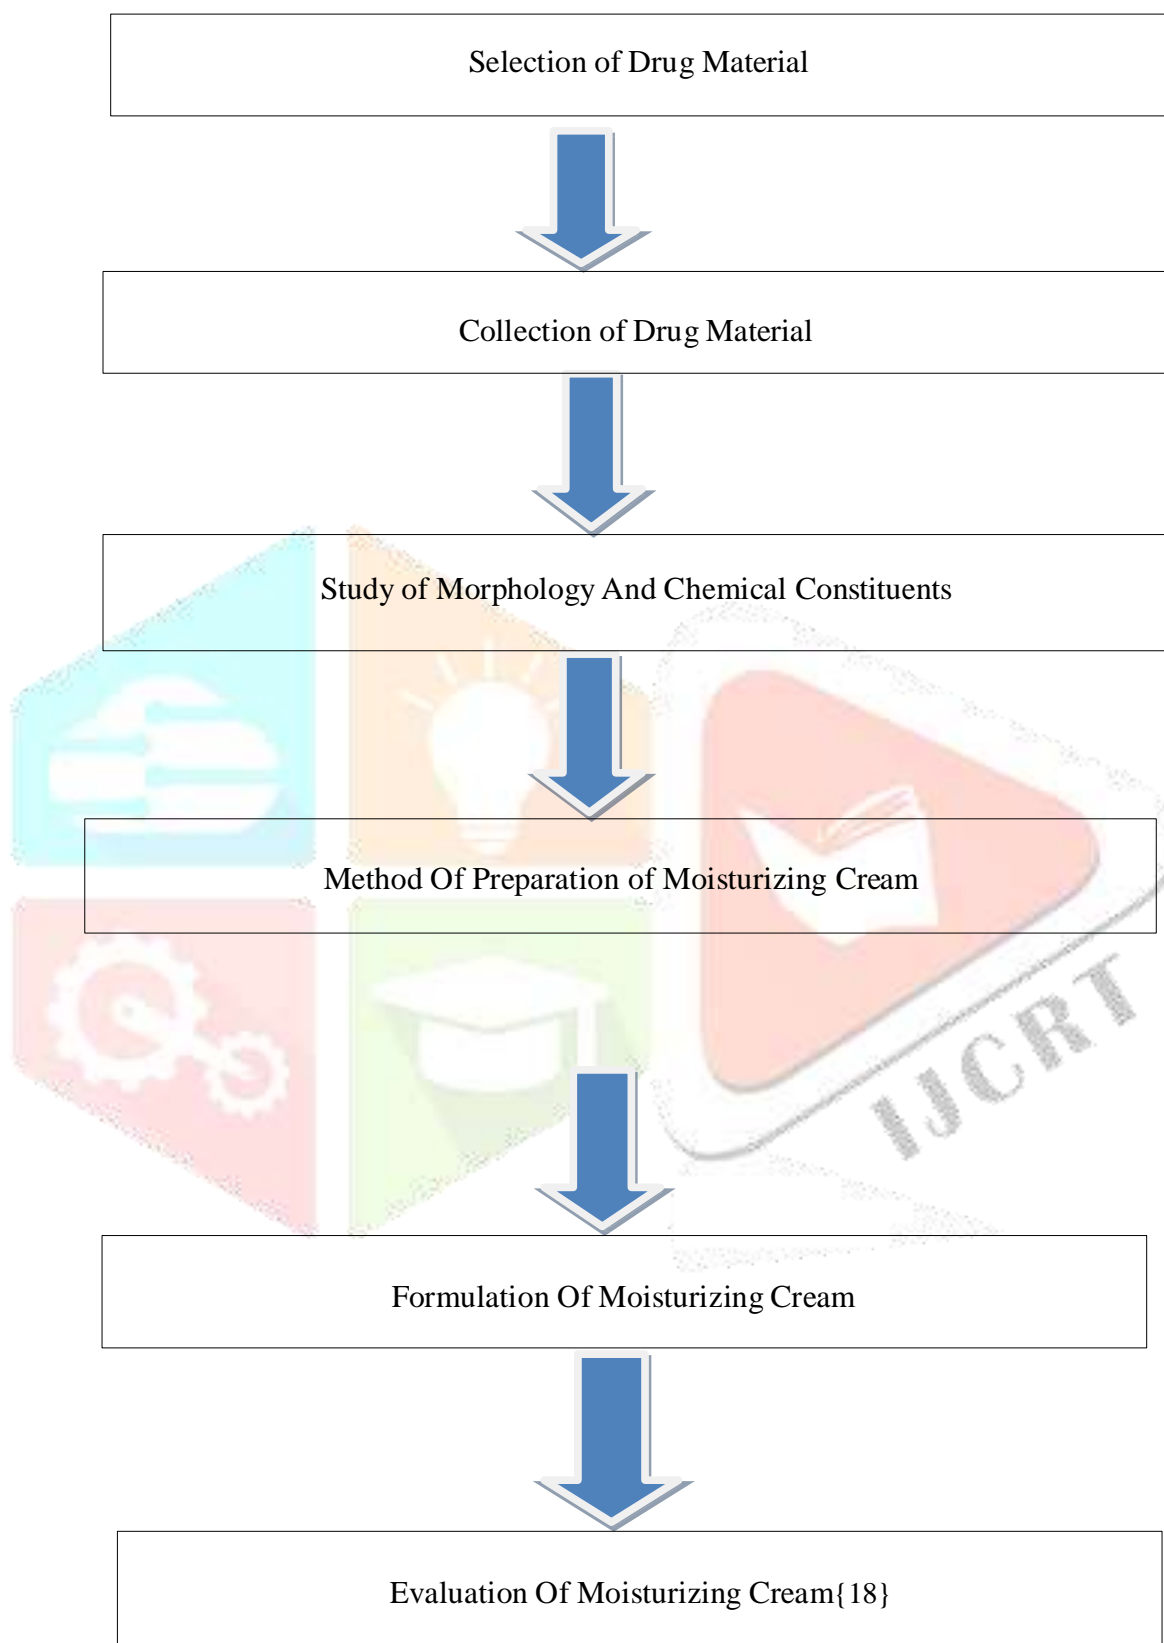 Selection of Drug Material
Collection of Drug Material
Study of Morphology And Chemical Constituents
Method Of Preparation of Moisturizing Cream
IJCRT
Formulation Of Moisturizing Cream
Evaluation Of Moisturizing Cream{18}